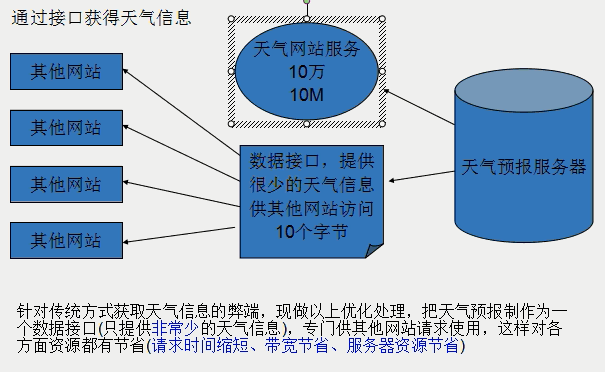 通过接口获得天气信息
其他网站
其他网站
其他网站
其他网站
天气网站服务
10万
10M
数据接口，提供
很少的天气信息
供其他网站访问
10个字节
天气预报服务器
针对传统方式获取天气信息的弊端，现做以上优化处理，把天气预报制作为一
个数据接口(只提供非常少的天气信息)，专门供其他网站请求使用，这样对各
方面资源都有节省(请求时间缩短、带宽节省、服务器资源节省)